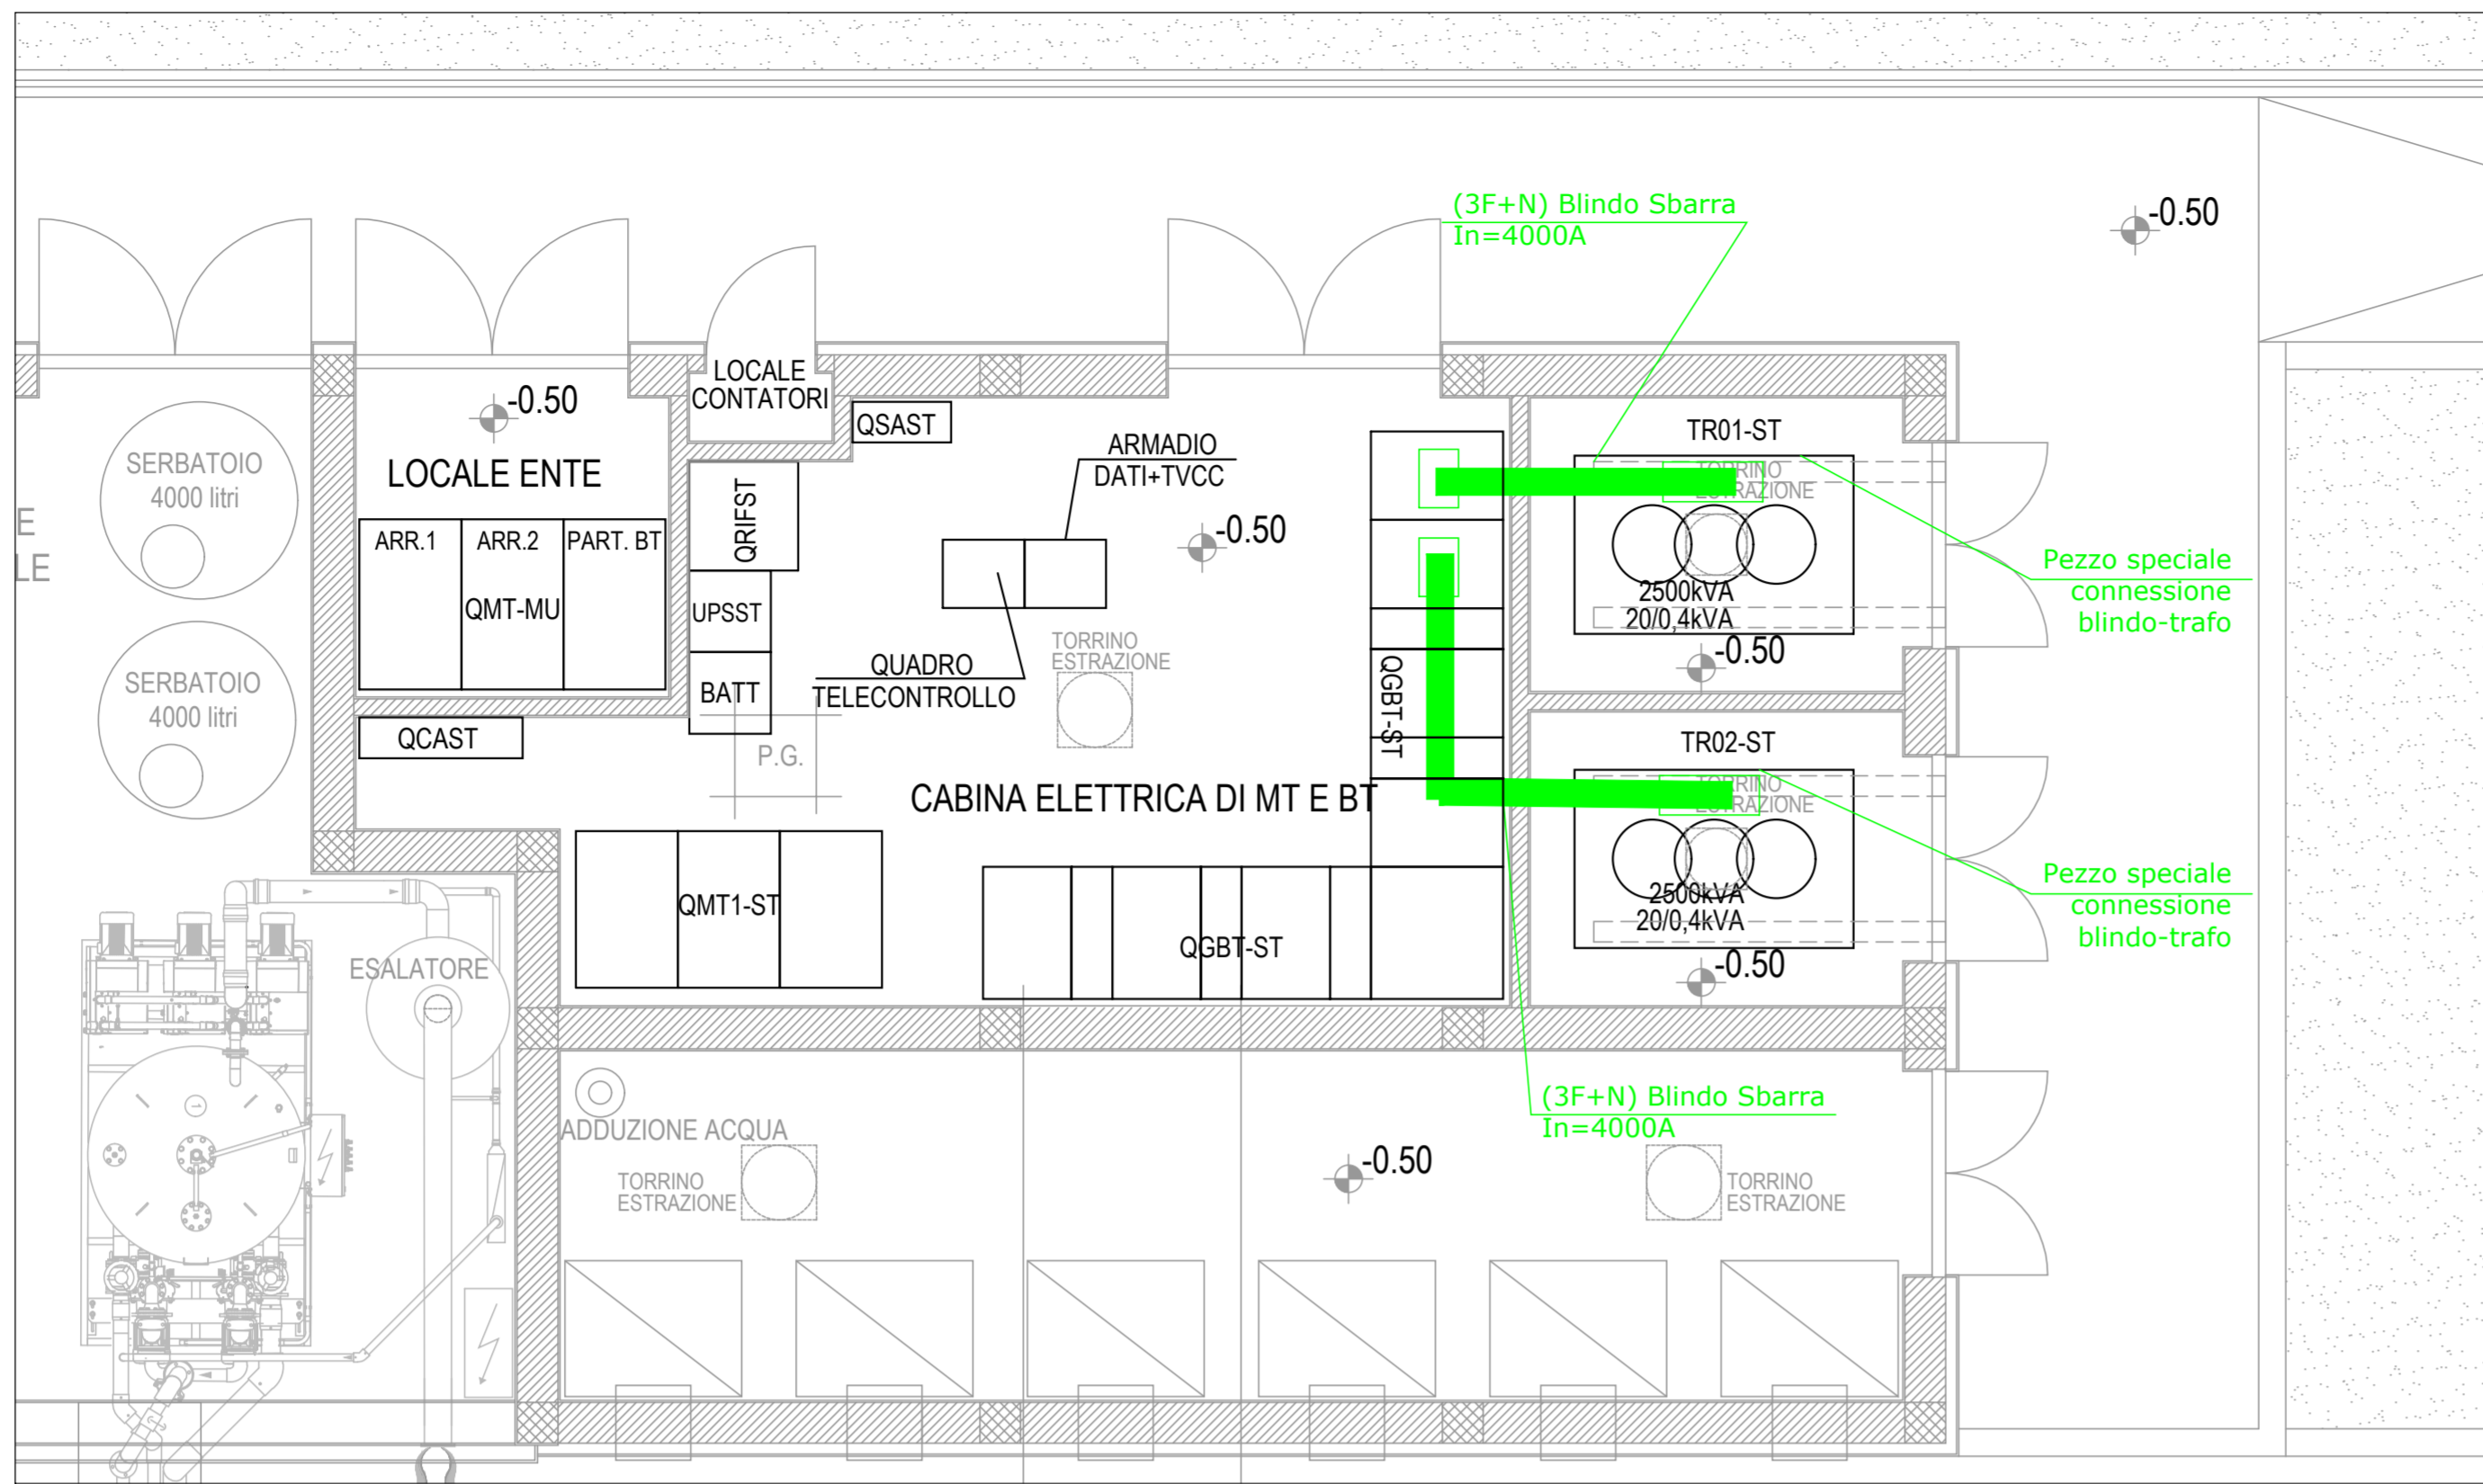 (3F+N) Blindo Sbarra
In=4000A
-0.50
LOCALE
CONTATORI
-0.50
QSAST
SERBATOIO
4000 litri
LOCALE ENTE
ARMADIO
DATI+TVCC
TR01-ST
TORRINO
ESTRAZIONE
E
LE
ARR.1
ARR.2
PART. BT
QMT-MU
QRIFST
-0.50
Pezzo speciale
connessione
blindo-trafo
2500kVA
20/0,4kVA
UPSST
TORRINO
ESTRAZIONE
-0.50
SERBATOIO
4000 litri
BATT
QUADRO
TELECONTROLLO
QGBT-ST
QCAST
P.G.
TR02-ST
TORRINO
ESTRAZIONE
CABINA ELETTRICA DI MT E BT
Pezzo speciale
connessione
blindo-trafo
2500kVA
20/0,4kVA
QMT1-ST
QGBT-ST
-0.50
ESALATORE
(3F+N) Blindo Sbarra
In=4000A
ADDUZIONE ACQUA
-0.50
TORRINO
ESTRAZIONE
TORRINO
ESTRAZIONE